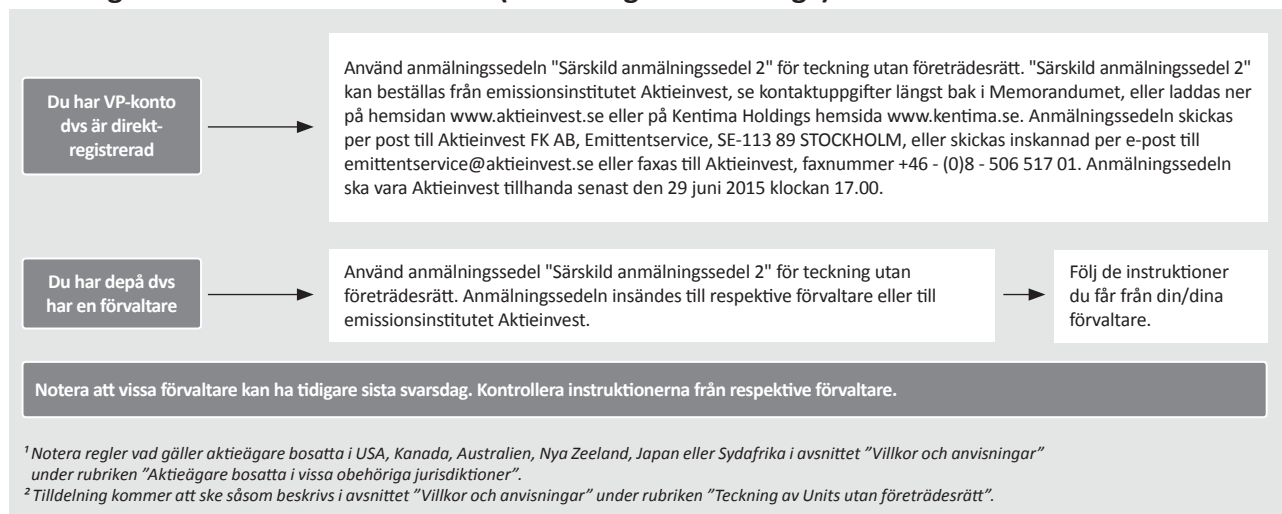 Du har VP-konto
dvs är direkt-
registrerad
Använd anmälningssedeln "Särskild anmälningssedel 2" för teckning utan företrädesrätt. "Särskild anmälningssedel 2"
kan beställas från emissionsinstitutet Aktieinvest, se kontaktuppgifter längst bak i Memorandumet, eller laddas ner
på hemsidan www.aktieinvest.se eller på Kentima Holdings hemsida www.kentima.se. Anmälningssedeln skickas
per post till Aktieinvest FK AB, Emittentservice, SE-113 89 STOCKHOLM, eller skickas inskannad per e-post till
emittentservice@aktieinvest.se eller faxas till Aktieinvest, faxnummer +46 - (0)8 - 506 517 01. Anmälningssedeln
ska vara Aktieinvest tillhanda senast den 29 juni 2015 klockan 17.00.
Du har depå dvs
har en förvaltare
Använd anmälningssedel "Särskild anmälningssedel 2" för teckning utan
företrädesrätt. Anmälningssedeln insändes till respektive förvaltare eller till
emissionsinstitutet Aktieinvest.
Följ de instruktioner
du får från din/dina
förvaltare.
Notera att vissa förvaltare kan ha tidigare sista svarsdag. Kontrollera instruktionerna från respektive förvaltare.
¹ Notera regler vad gäller aktieägare bosatta i USA, Kanada, Australien, Nya Zeeland, Japan eller Sydafrika i avsnittet ”Villkor och anvisningar”
under rubriken ”Aktieägare bosatta i vissa obehöriga jurisdiktioner”.
² Tilldelning kommer att ske såsom beskrivs i avsnittet ”Villkor och anvisningar” under rubriken ”Teckning av Units utan företrädesrätt”.